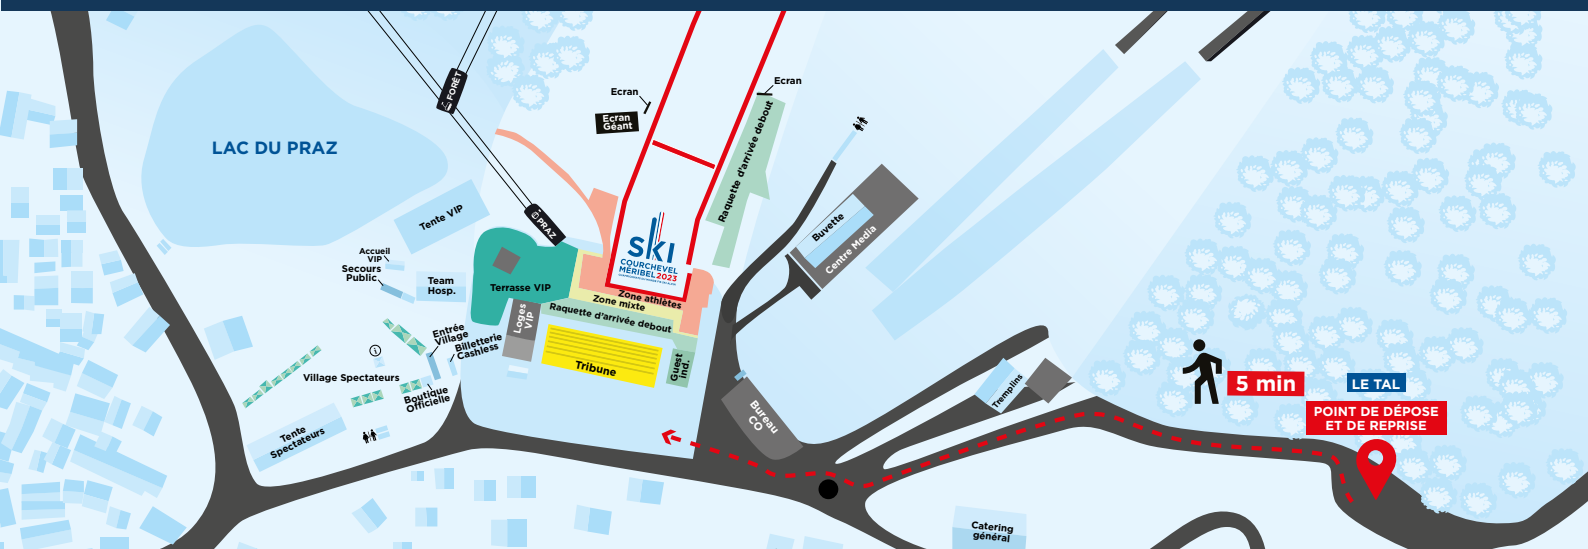 FORÊT
Ecran
Ecran
Ecran
Géant
LAC DU PRAZ
Raquette d'arrivée debout
Tente VIP
PRAZ
Buvette
Centre Media
SKI
COURCHEVEL
MÉRIBEL 2023
Accueil
VIP
Secours
Public
Team
Hosp.
Terrasse VIP
Zone athlètes
Zone mixte
Raquette d'arrivée debout
Loges
VIP
Entrée
Village
Billetterie
Cashless
i
Village Spectateurs
Tribune
Guest
ind.
Boutique
Officielle
Tente
Spectateurs
Bureau
CO
Tremplins
5 min
LE TAL
POINT DE DÉPOSE
ET DE REPRISE
Catering
général